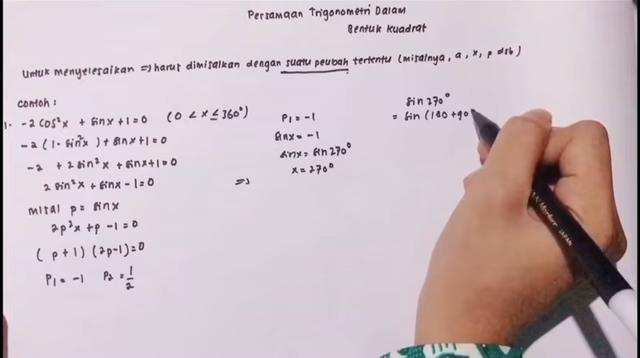 Persamaan Trigonometri Dalam
Bentuk Kuadrat
Untuk menyelesaikan => harus dimisalkan dengan suatu peubah tertentu (misalnya, a, x, p dsb)
Contoh :
1. -2 cos²x + sin x + 1 = 0 (0 < x ≤ 360°)
-2 (1 - sin²x) + sin x + 1 = 0
-2 + 2 sin²x + sin x + 1 = 0
2 sin²x + sin x - 1 = 0
misal p = sin x
2p²x + p - 1 = 0
(p+1) (2p-1) = 0
P₁ = -1 P₂ = 1/2
=>
P₁ = -1
sin x = -1
sin x = sin 270°
x = 270°
sin 270°
= sin (180 + 90